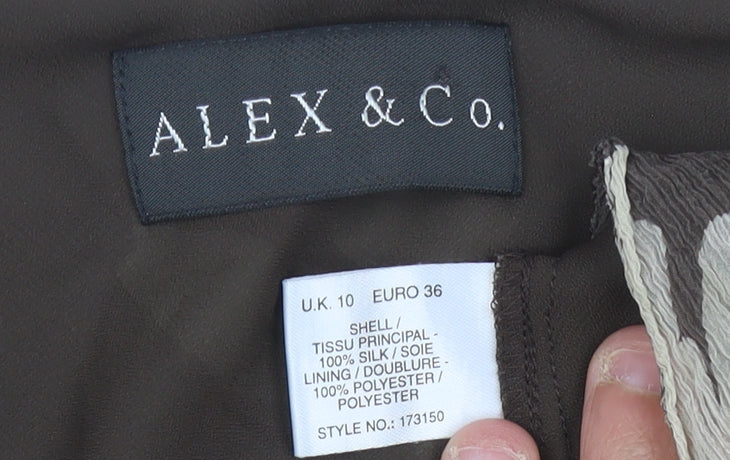 ALEX & Co.
U.K. 10 EURO 36
SHELL /
TISSU PRINCIPAL -
100% SILK / SOIE
LINING / DOUBLURE -
100% POLYESTER /
POLYESTER
STYLE NO.: 173150